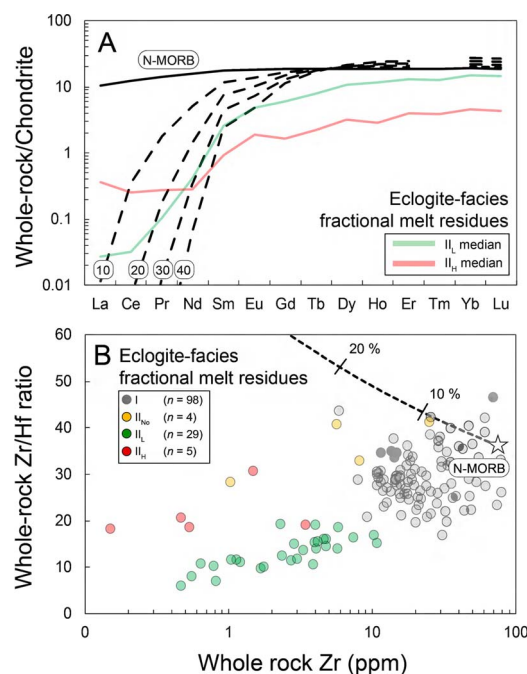 A
100
10
1
0.1
0.01
Whole-rock/Chondrite
N-MORB
10
20
30
40
Eclogite-facies
fractional melt residues
II_L median
II_H median
La Ce Pr Nd Sm Eu Gd Tb Dy Ho Er Tm Yb Lu
B
60
50
40
30
20
10
0
Whole-rock Zr/Hf ratio
Eclogite-facies
fractional melt residues
I (n = 98)
II_No (n = 4)
II_L (n = 29)
II_H (n = 5)
20 %
10 %
N-MORB
0 1 10 100
Whole rock Zr (ppm)